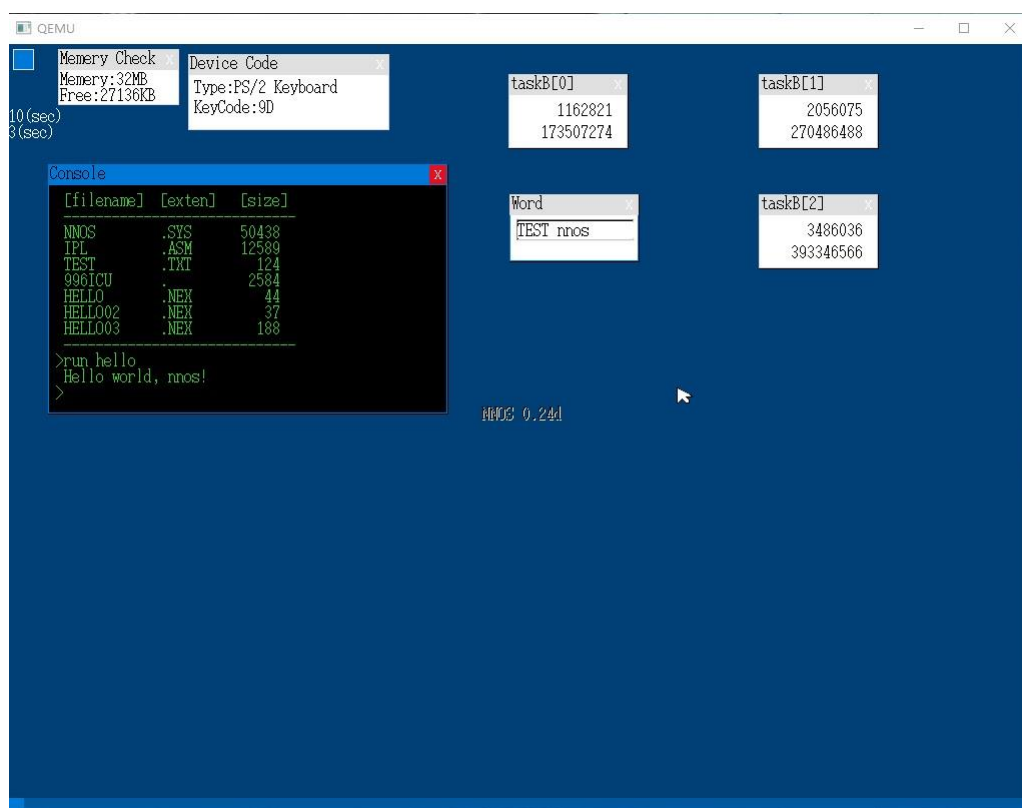 QEMU
Memery Check x
Memery:32MB
Free:27136KB
Device Code x
Type:PS/2 Keyboard
KeyCode:9D
10(sec)
3(sec)
taskB[0] x
1162821
173507274
taskB[1] x
2056075
270486488
Console x
[filename] [exten] [size]
------------------------------
NNOS .SYS 50438
IPL .ASM 12589
TEST .TXT 124
996ICU . 2584
HELLO .NEX 44
HELLO02 .NEX 37
HELLO03 .NEX 188
------------------------------
>run hello
Hello world, nnos!
>
Word x
TEST nnos
taskB[2] x
3486036
393346566
NNOS 0.24d